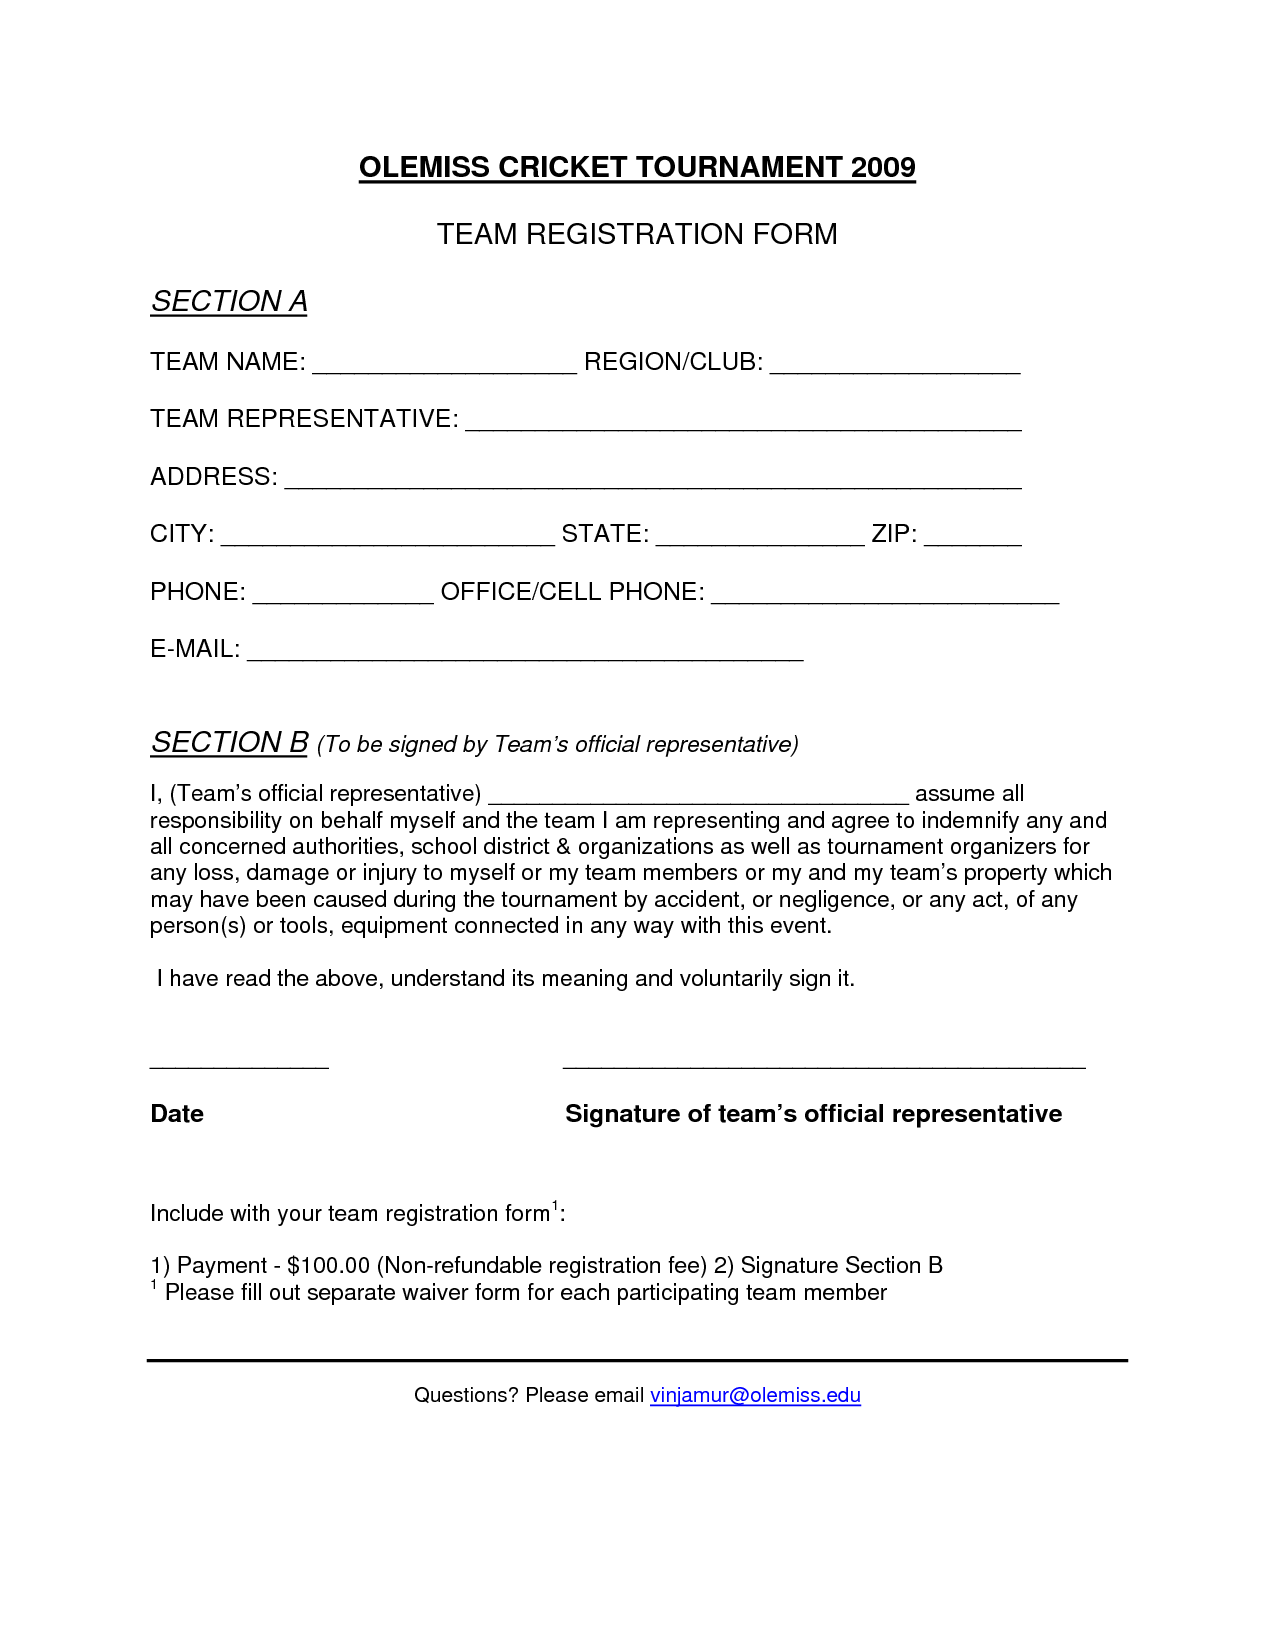 OLEMISS CRICKET TOURNAMENT 2009
TEAM REGISTRATION FORM
SECTION A
TEAM NAME: ___________________ REGION/CLUB: __________________
TEAM REPRESENTATIVE: ________________________________________
ADDRESS: _____________________________________________________
CITY: ________________________ STATE: _______________ ZIP: _______
PHONE: _____________ OFFICE/CELL PHONE: _________________________
E-MAIL: ________________________________________
SECTION B (To be signed by Team's official representative)
I, (Team's official representative) _________________________________ assume all
responsibility on behalf myself and the team I am representing and agree to indemnify any and
all concerned authorities, school district & organizations as well as tournament organizers for
any loss, damage or injury to myself or my team members or my and my team's property which
may have been caused during the tournament by accident, or negligence, or any act, of any
person(s) or tools, equipment connected in any way with this event.
I have read the above, understand its meaning and voluntarily sign it.
______________ _________________________________________
Date Signature of team's official representative
Include with your team registration form¹:
1) Payment - $100.00 (Non-refundable registration fee) 2) Signature Section B
¹ Please fill out separate waiver form for each participating team member
Questions? Please email vinjamur@olemiss.edu